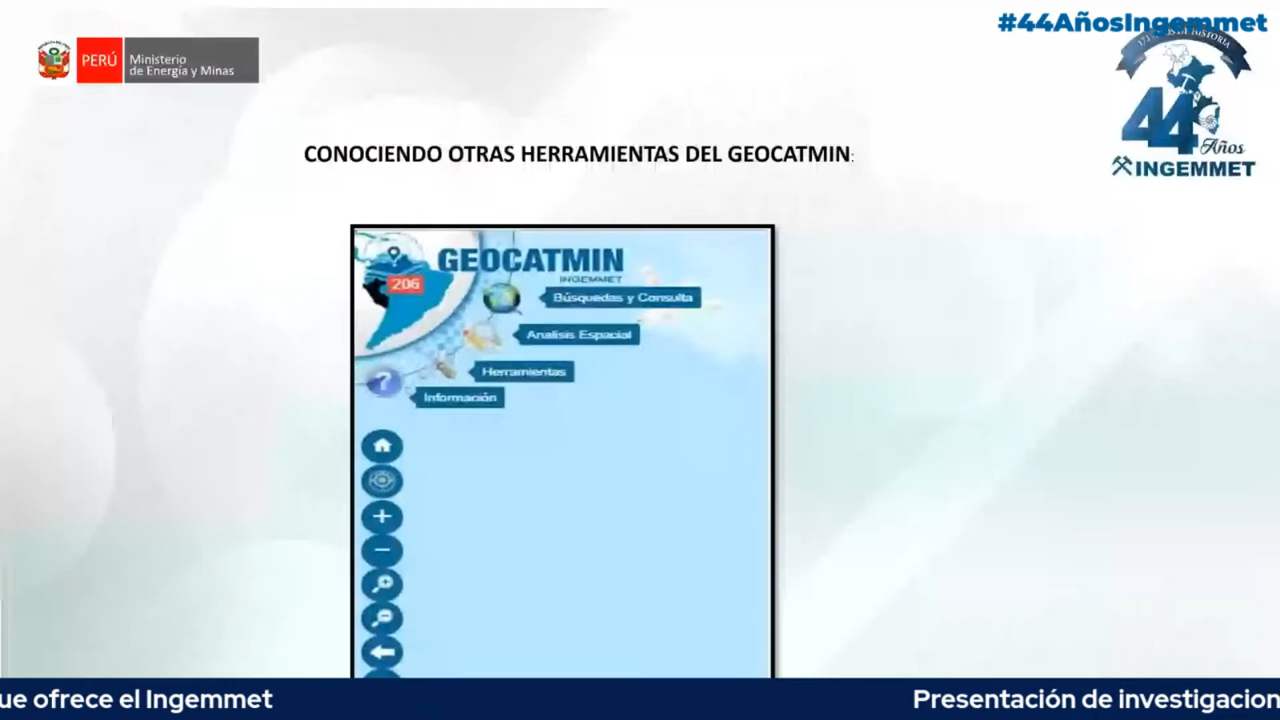 #44AñosIngemmet
PERÚ
Ministerio
de Energía y Minas
44
Años
INGEMMET
CONOCIENDO OTRAS HERRAMIENTAS DEL GEOCATMIN:
GEOCATMIN
INGEMMET
206
Búsquedas y Consulta
Analisis Espacial
Herramientas
?
Información
ue ofrece el Ingemmet
Presentación de investigacion